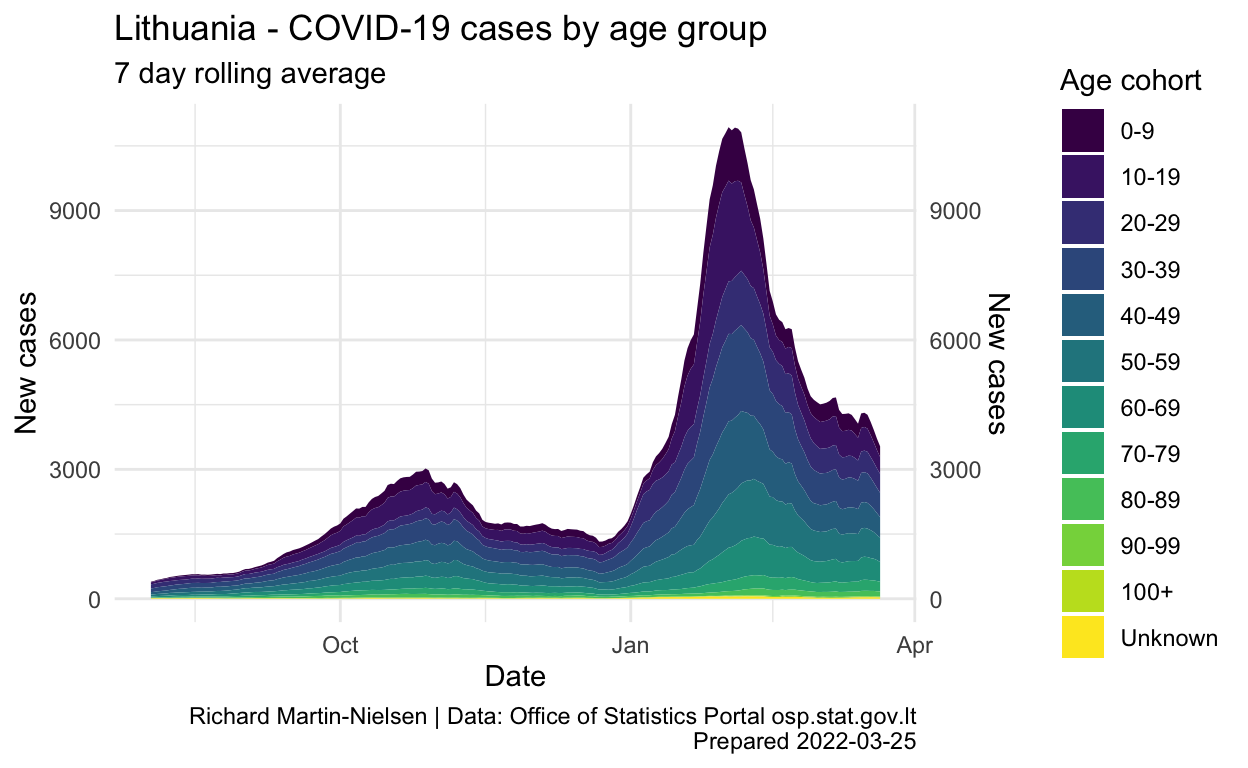 Lithuania - COVID-19 cases by age group
7 day rolling average
New cases
9000
6000
3000
0
9000
6000
3000
0
New cases
Oct
Jan
Apr
Date
Age cohort
0-9
10-19
20-29
30-39
40-49
50-59
60-69
70-79
80-89
90-99
100+
Unknown
Richard Martin-Nielsen | Data: Office of Statistics Portal osp.stat.gov.lt
Prepared 2022-03-25